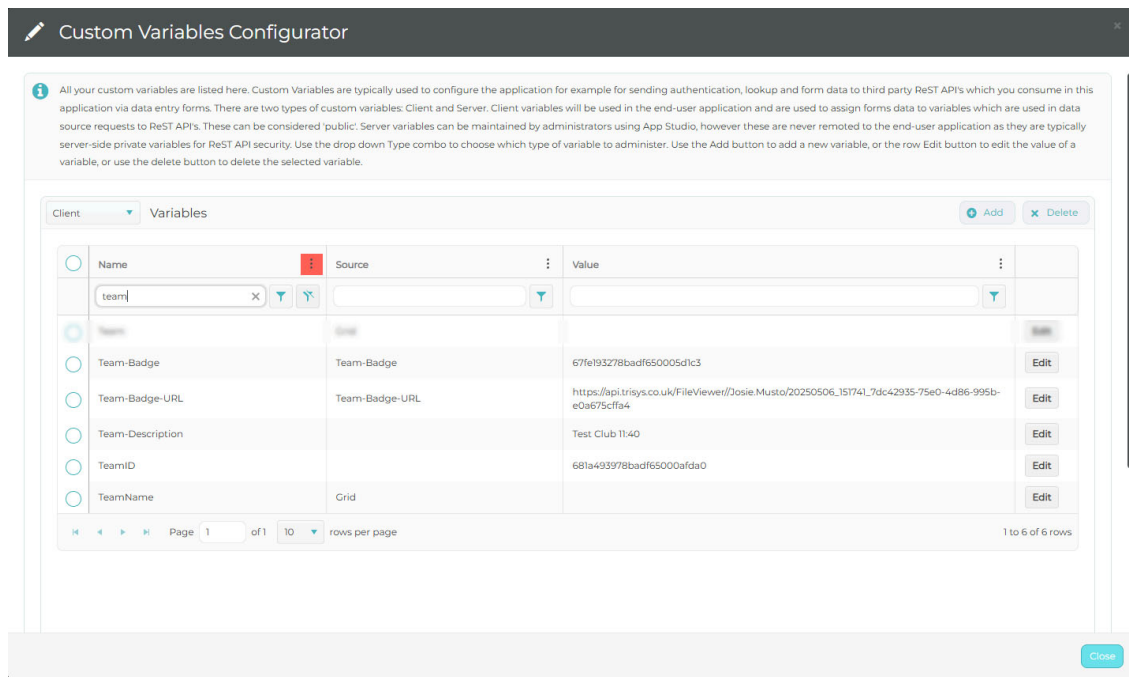 Custom Variables Configurator
x
All your custom variables are listed here. Custom Variables are typically used to configure the application for example for sending authentication, lookup and form data to third party ReST API's which you consume in this
application via data entry forms. There are two types of custom variables: Client and Server. Client variables will be used in the end-user application and are used to assign forms data to variables which are used in data
source requests to ReST API's. These can be considered 'public'. Server variables can be maintained by administrators using App Studio, however these are never remoted to the end-user application as they are typically
server-side private variables for ReST API security. Use the drop down Type combo to choose which type of variable to administer. Use the Add button to add a new variable, or the row Edit button to edit the value of a
variable, or use the delete button to delete the selected variable.
Client Variables Add Delete
Name Source Value
team
Team Grid Edit
Team-Badge Team-Badge 67fe193278badf650005d1c3 Edit
Team-Badge-URL Team-Badge-URL https://api.trisys.co.uk/FileViewer//Josie.Musto/20250506_151741_7dc42935-75e0-4d86-995b-
e0a675cffa4 Edit
Team-Description Test Club 11:40 Edit
TeamID 681a493978badf65000afda0 Edit
TeamName Grid Edit
Page 1 of 1 10 rows per page 1 to 6 of 6 rows
Close